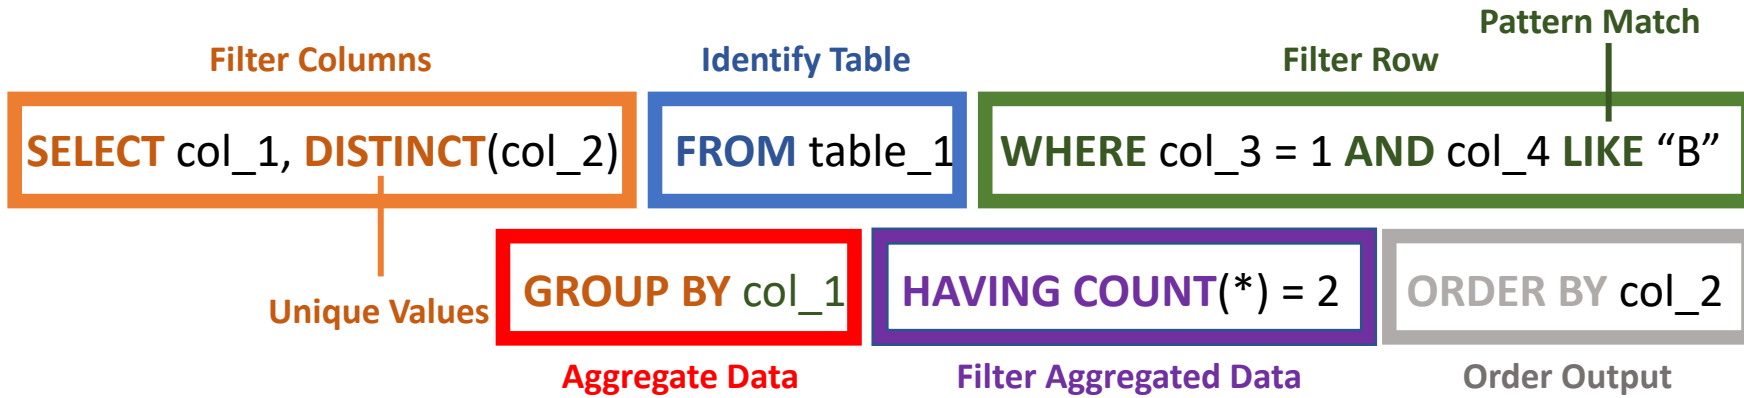 Pattern Match
Filter Columns
Identify Table
Filter Row
SELECT col_1, DISTINCT(col_2)
FROM table_1
WHERE col_3 = 1 AND col_4 LIKE “B”
Unique Values
GROUP BY col_1
HAVING COUNT(*) = 2
ORDER BY col_2
Aggregate Data
Filter Aggregated Data
Order Output